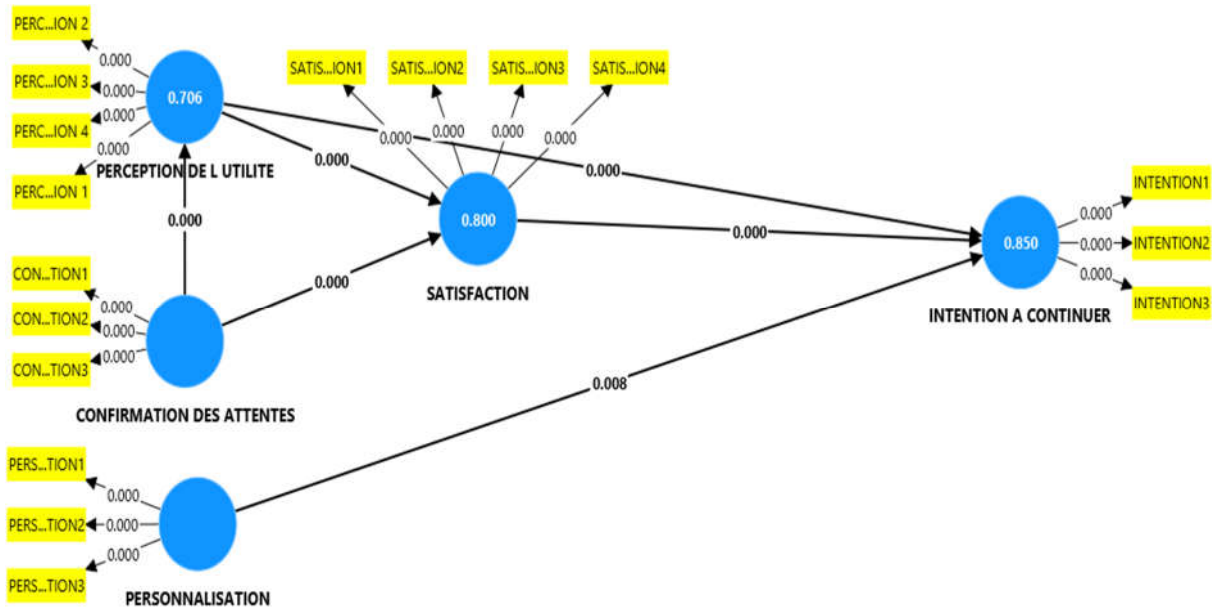 PERC...ION 2
0.000
PERC...ION 3
0.000
PERC...ION 4
0.000
PERC...ION 1
0.000
0.706
PERCEPTION DE L UTILITE
SATIS...ION1
SATIS...ION2
SATIS...ION3
SATIS...ION4
0.000
0.000
0.000
0.000
0.000
0.000
0.000
0.800
SATISFACTION
0.000
0.000
0.850
INTENTION A CONTINUER
INTENTION1
0.000
INTENTION2
0.000
INTENTION3
0.000
CON...TION1
0.000
CON...TION2
0.000
CON...TION3
0.000
CONFIRMATION DES ATTENTES
0.008
PERS...TION1
0.000
PERS...TION2
0.000
PERS...TION3
0.000
PERSONNALISATION